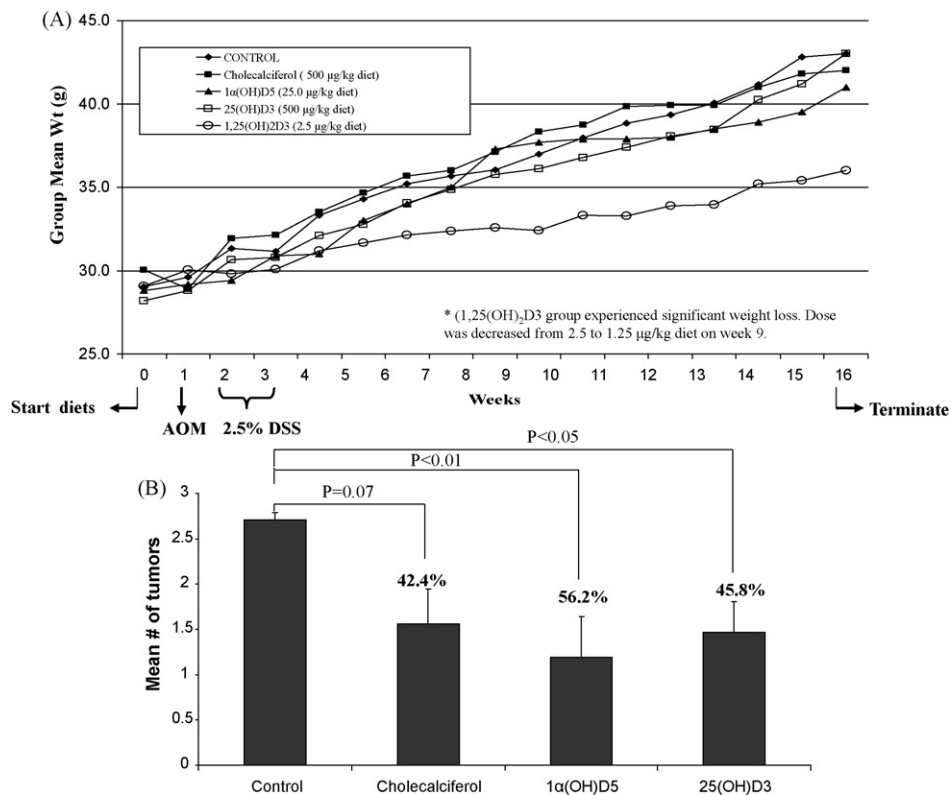 (A)
45.0
40.0
35.0
30.0
25.0
Group Mean Wt (g)
CONTROL
Cholecalciferol ( 500 µg/kg diet)
1α(OH)D5 (25.0 µg/kg diet)
25(OH)D3 (500 µg/kg diet)
1,25(OH)2D3 (2.5 µg/kg diet)
* (1,25(OH)₂D3 group experienced significant weight loss. Dose
was decreased from 2.5 to 1.25 µg/kg diet on week 9.
0 1 2 3 4 5 6 7 8 9 10 11 12 13 14 15 16
Weeks
Start diets
AOM
2.5% DSS
Terminate
(B)
P<0.05
P<0.01
P=0.07
3
2.5
2
1.5
1
0.5
0
Mean # of tumors
42.4%
56.2%
45.8%
Control Cholecalciferol 1α(OH)D5 25(OH)D3